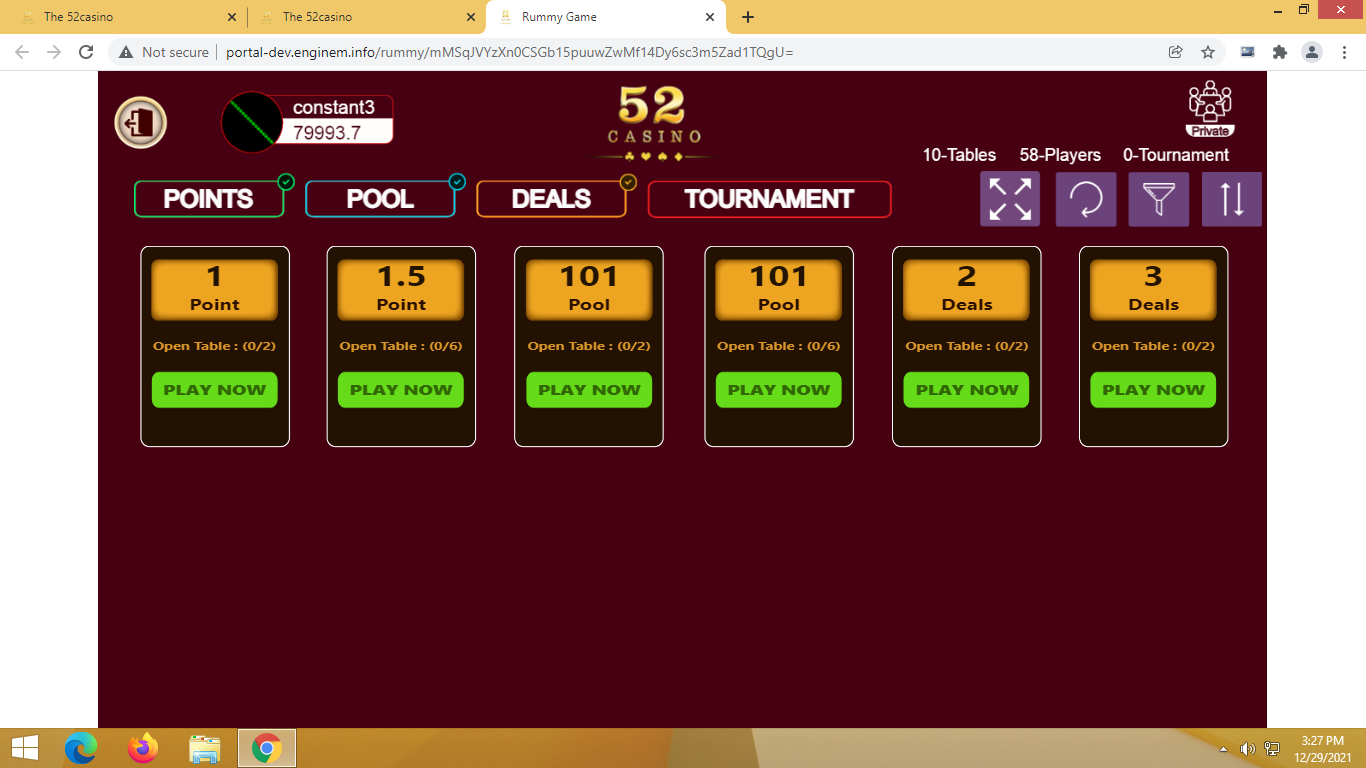 The 52casino
The 52casino
Rummy Game
Not secure
portal-dev.enginem.info/rummy/mMSqJVYzXn0CSGb15puuwZwMf14Dy6sc3m5Zad1TQgU=
constant3
79993.7
52
CASINO
Private
10-Tables 58-Players 0-Tournament
POINTS POOL DEALS TOURNAMENT
1
Point
Open Table : (0/2)
PLAY NOW
1.5
Point
Open Table : (0/6)
PLAY NOW
101
Pool
Open Table : (0/2)
PLAY NOW
101
Pool
Open Table : (0/6)
PLAY NOW
2
Deals
Open Table : (0/2)
PLAY NOW
3
Deals
Open Table : (0/2)
PLAY NOW
3:27 PM
12/29/2021